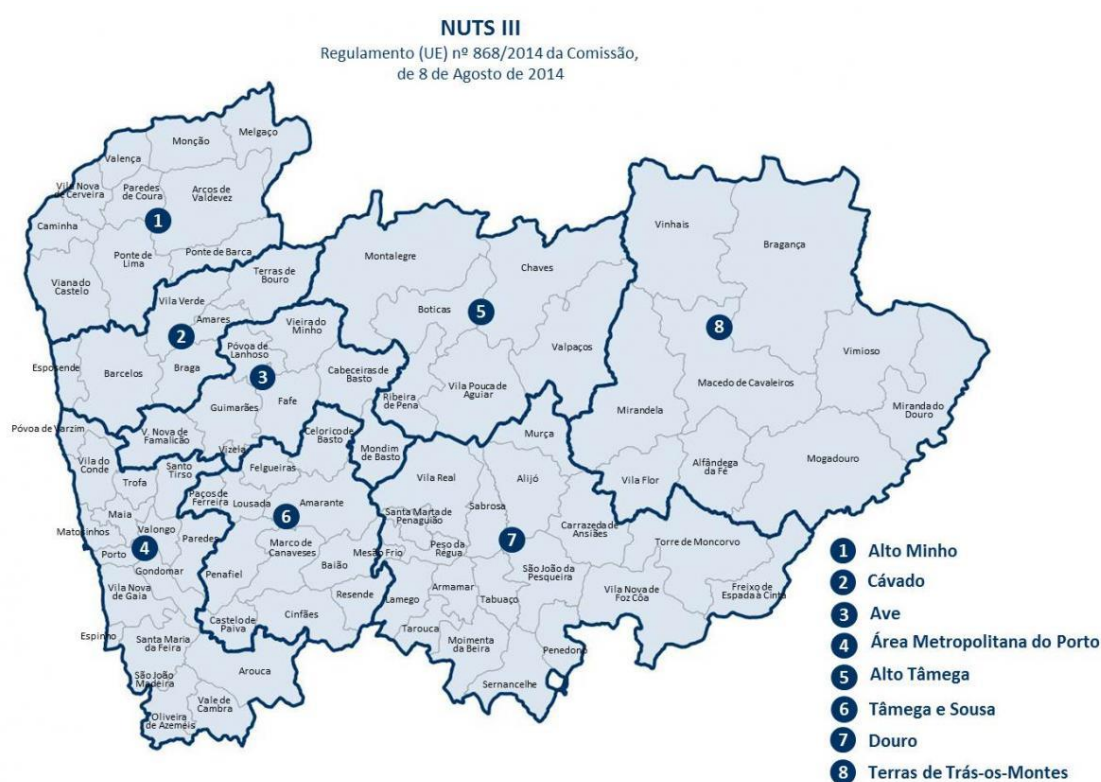 NUTS III
Regulamento (UE) nº 868/2014 da Comissão,
de 8 de Agosto de 2014
Melgaço
Monção
Valença
Vila Nova
de Cerveira
Paredes
de Coura
Arcos de
Valdevez
1
Caminha
Ponte de
Lima
Ponte de Barca
Viana do
Castelo
Terras de
Bouro
Vila Verde
Amares
2
Esposende
Barcelos
Braga
Vieira do
Minho
Póvoa de
Lanhoso
3
Cabeceiras de
Basto
Guimarães
Fafe
V. Nova de
Famalicão
Vizela
Celorico de
Basto
Mondim
de Basto
Montalegre
Chaves
Boticas
5
Valpaços
Vila Pouca de
Aguiar
Ribeira
de Pena
Vinhais
Bragança
8
Vimioso
Macedo de Cavaleiros
Mirandela
Miranda do
Douro
Mogadouro
Alfândega
da Fé
Vila Flor
Póvoa de Varzim
Vila do
Conde
Santo
Tirso
Trofa
Maia
Matosinhos
Valongo
Paredes
Porto
4
Gondomar
Vila Nova
de Gaia
Espinho
Santa Maria
da Feira
Arouca
São João
Madeira
Vale de
Cambra
Oliveira
de Azeméis
Felgueiras
Paços de
Ferreira
Lousada
Amarante
6
Marco de
Canaveses
Baião
Penafiel
Resende
Castelo de
Paiva
Cinfães
Murça
Vila Real
Alijó
Sabrosa
Santa Marta de
Penaguião
Carrazeda de
Ansiães
Mesão Frio
Peso da
Régua
7
Torre de Moncorvo
São João da
Pesqueira
Armamar
Tabuaço
Lamego
Vila Nova de
Foz Côa
Freixo de
Espada à Cinta
Tarouca
Moimenta
da Beira
Penedono
Sernancelhe
1 Alto Minho
2 Cávado
3 Ave
4 Área Metropolitana do Porto
5 Alto Tâmega
6 Tâmega e Sousa
7 Douro
8 Terras de Trás-os-Montes